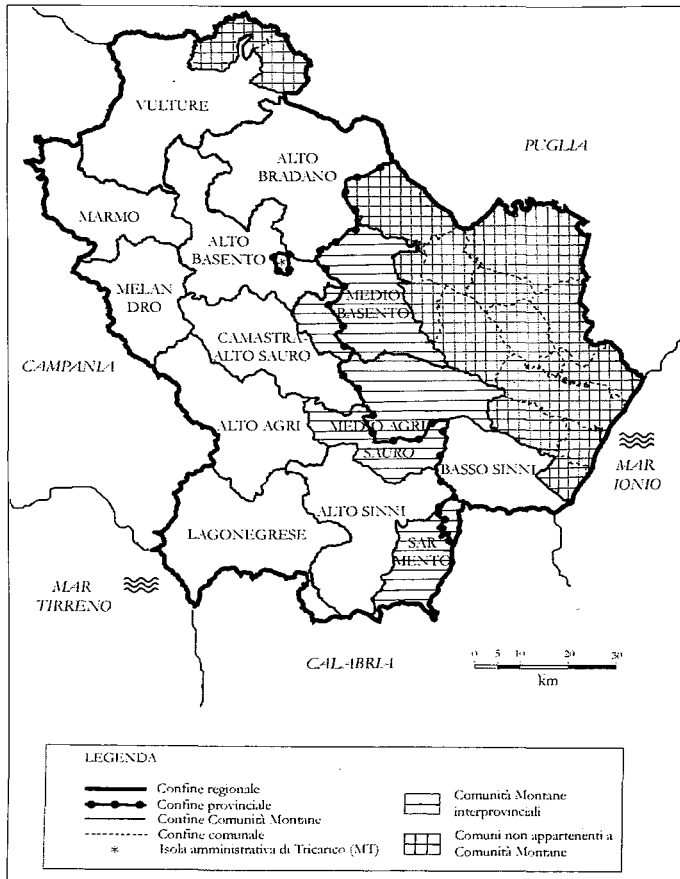 VULTURE
PUGLIA
ALTO
BRADANO
MARMO
ALTO
BASENTO
*
MELAN
DRO
MEDIO
BASENTO
CAMASTRA-
ALTO SAURO
CAMPANIA
ALTO AGRI
MEDIO AGRI
SAURO
BASSO SINNI
MAR
IONIO
ALTO SINNI
LAGONEGRESE
SAR
MENTO
MAR
TIRRENO
CALABRIA
0 5 10 20 30
km
LEGENDA
Confine regionale
Confine provinciale
Confine Comunità Montane
Confine comunale
* Isola amministrativa di Tricarico (MT)
Comunità Montane
interprovinciali
Comuni non appartenenti a
Comunità Montane